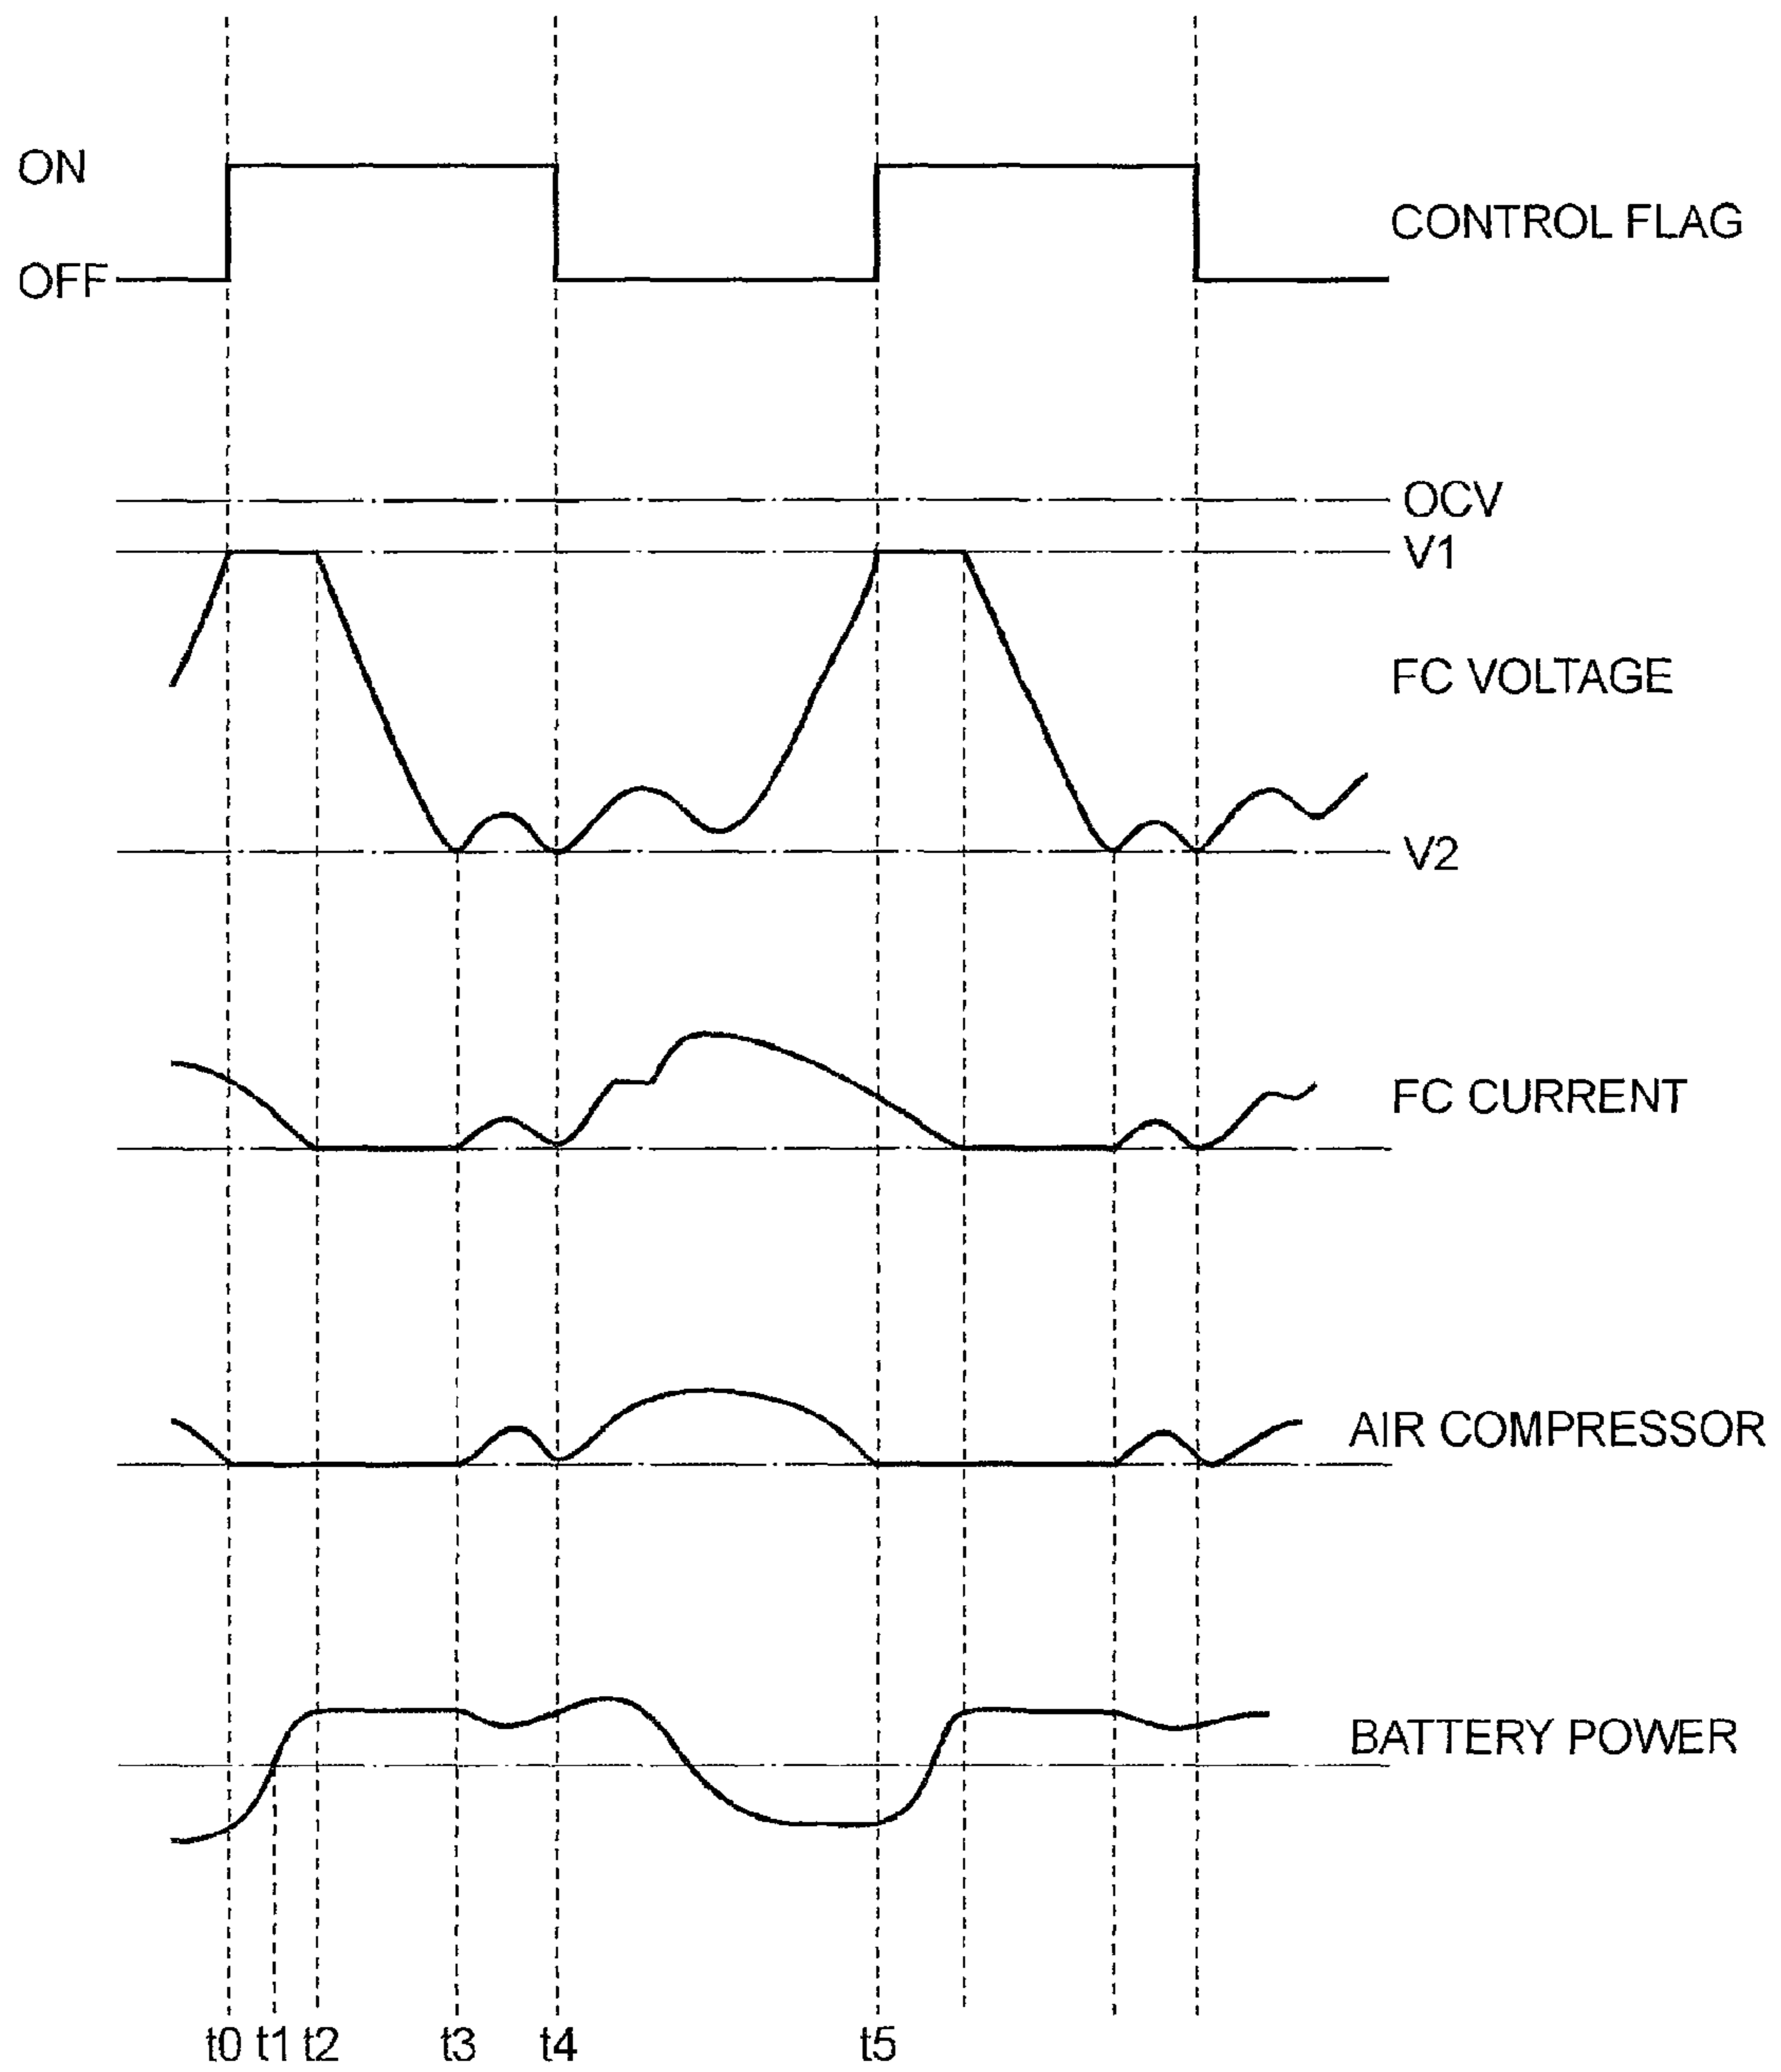 ON
OFF
CONTROL FLAG
OCV
V1
FC VOLTAGE
V2
FC CURRENT
AIR COMPRESSOR
BATTERY POWER
t0 t1 t2 t3 t4 t5